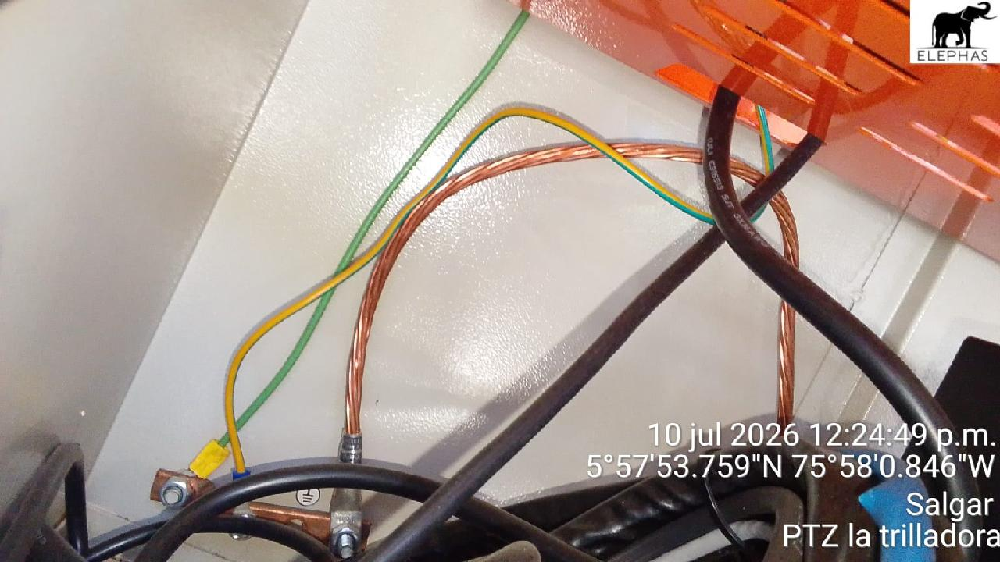 ELEPHAS
10 jul 2026 12:24:49 p.m.
5°57'53.759"N 75°58'0.846"W
Salgar
PTZ la trilladora